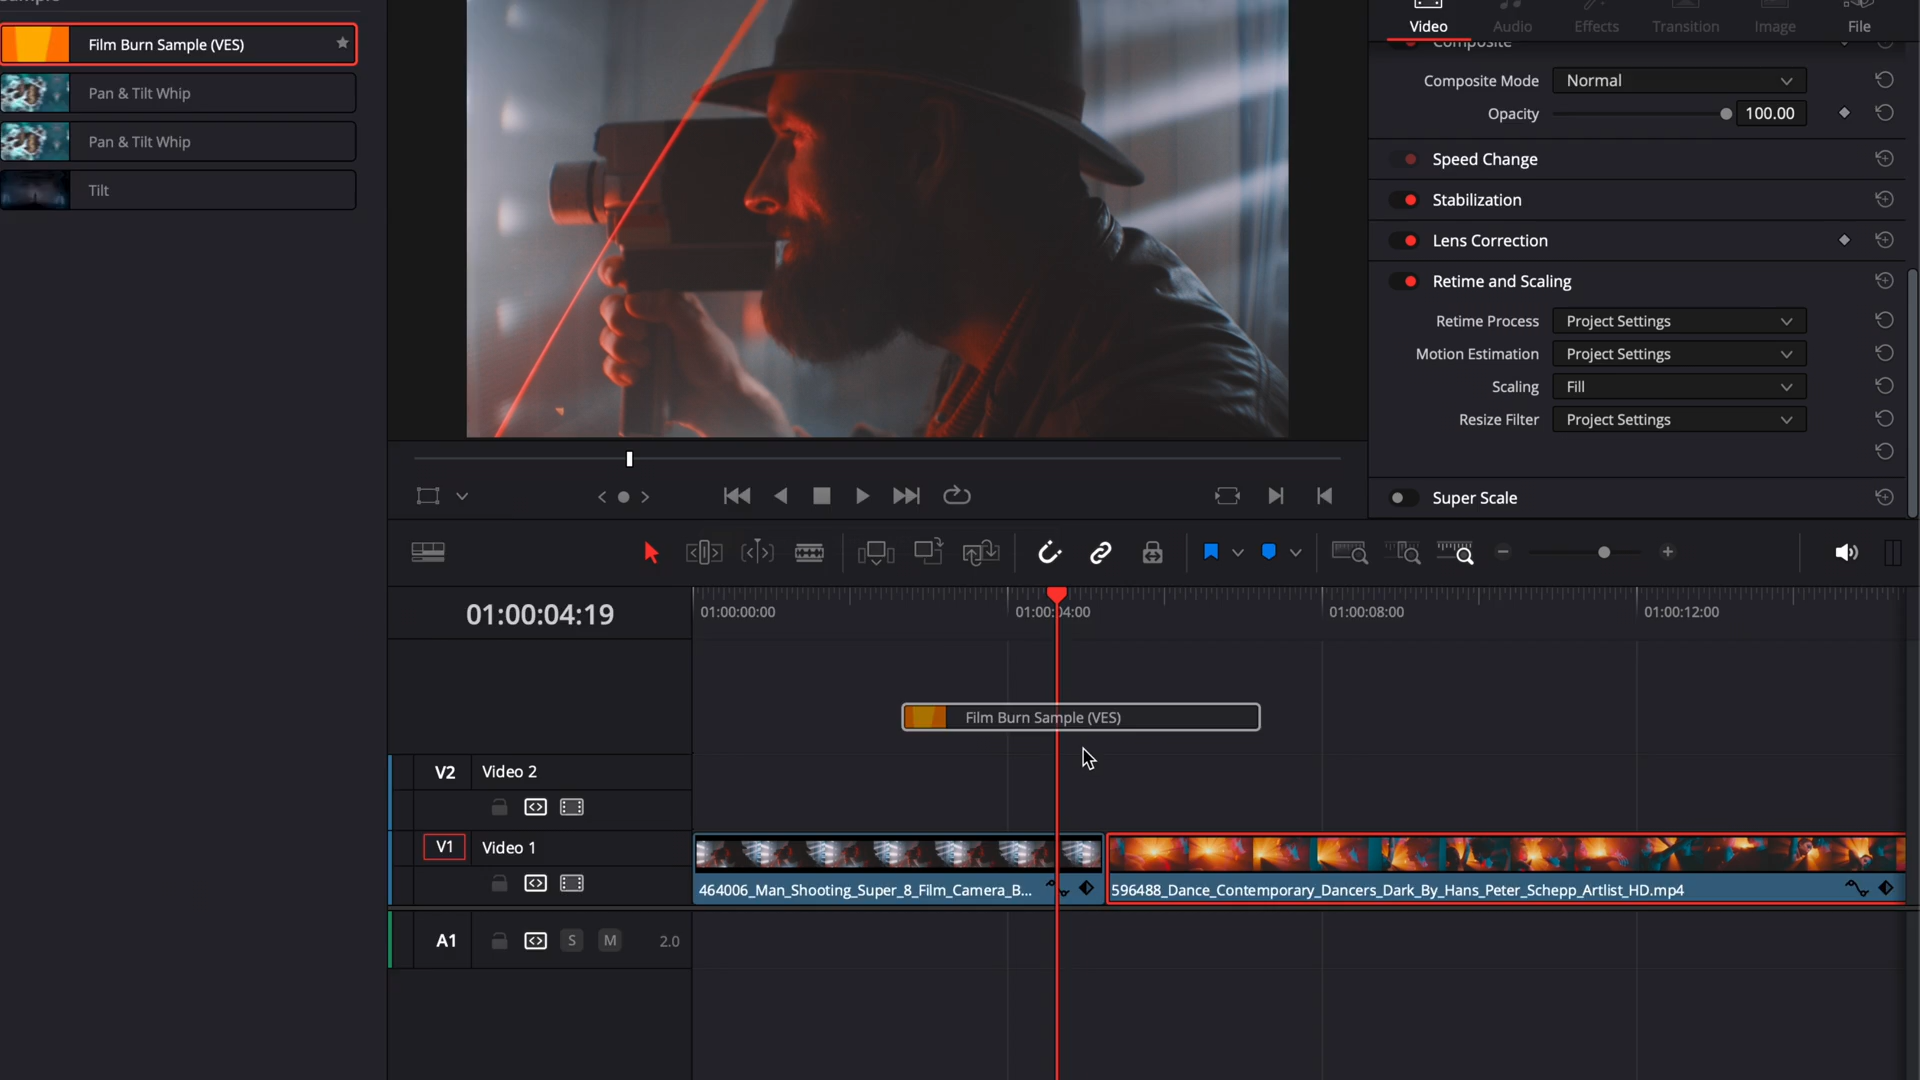 Sample
Film Burn Sample (VES)
Pan & Tilt Whip
Pan & Tilt Whip
Tilt
Video
Audio
Effects
Transition
Image
File
Composite
Composite Mode
Normal
Opacity
100.00
Speed Change
Stabilization
Lens Correction
Retime and Scaling
Retime Process
Project Settings
Motion Estimation
Project Settings
Scaling
Fill
Resize Filter
Project Settings
Super Scale
01:00:04:19
01:00:00:00
01:00:04:00
01:00:08:00
01:00:12:00
Film Burn Sample (VES)
V2
Video 2
V1
Video 1
464006_Man_Shooting_Super_8_Film_Camera_B...
596488_Dance_Contemporary_Dancers_Dark_By_Hans_Peter_Schepp_Artlist_HD.mp4
A1
S
M
2.0